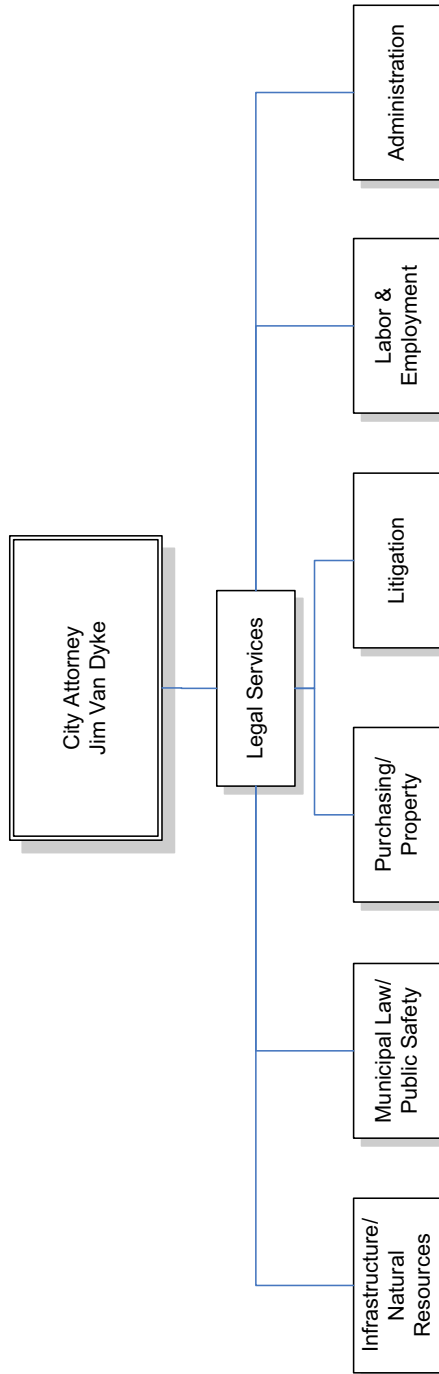 City Attorney
Jim Van Dyke
Legal Services
Infrastructure/
Natural
Resources
Municipal Law/
Public Safety
Purchasing/
Property
Litigation
Labor &
Employment
Administration